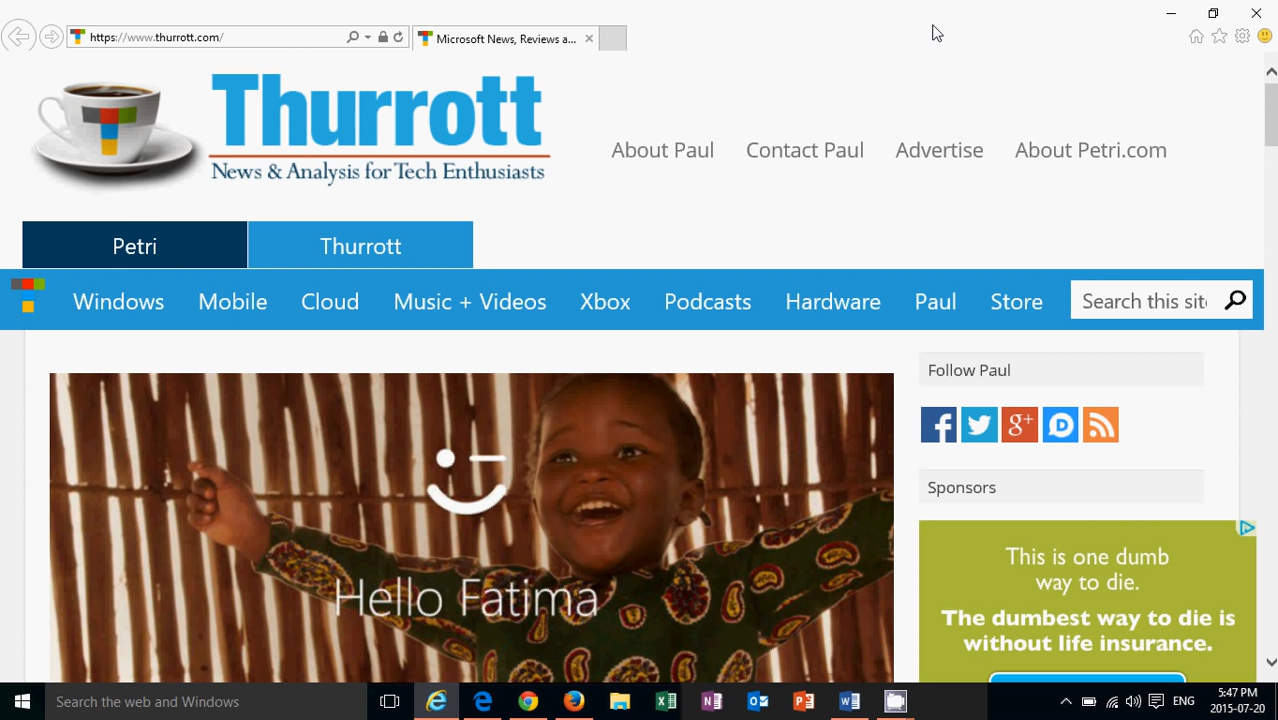 https://www.thurrott.com/
Microsoft News, Reviews a...
Thurrott
News & Analysis for Tech Enthusiasts
About Paul
Contact Paul
Advertise
About Petri.com
Petri
Thurrott
Windows
Mobile
Cloud
Music + Videos
Xbox
Podcasts
Hardware
Paul
Store
Search this sit
Follow Paul
Sponsors
Hello Fatima
This is one dumb
way to die.
The dumbest way to die is
without life insurance.
Search the web and Windows
ENG
5:47 PM
2015-07-20